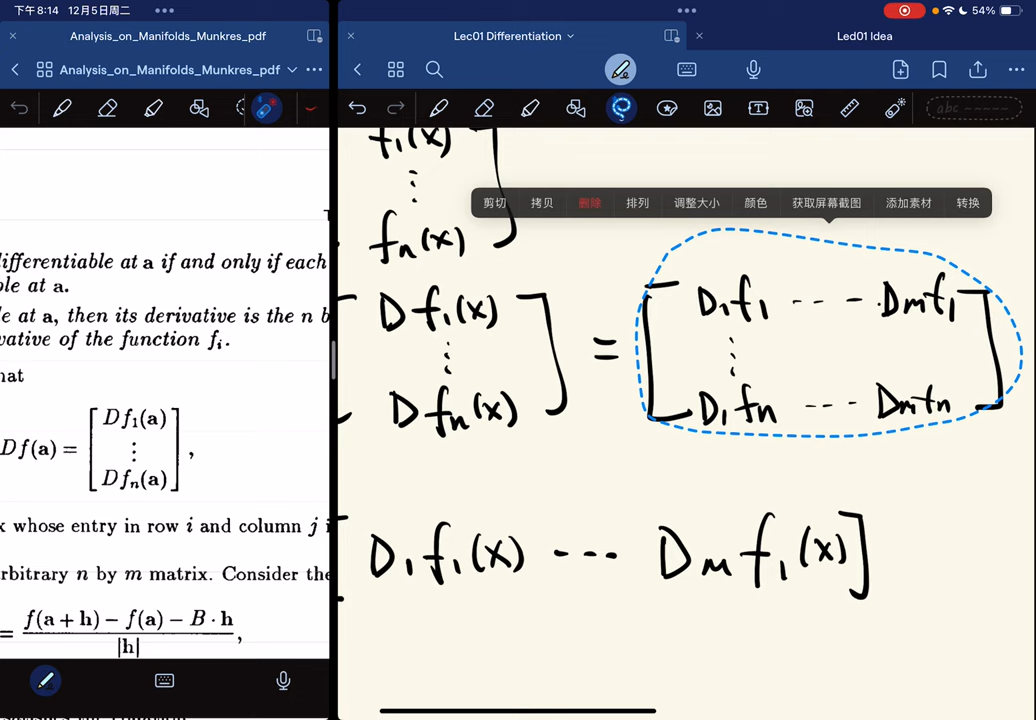 下午8:14 12月5日周二
54%
Analysis_on_Manifolds_Munkres_pdf
Analysis_on_Manifolds_Munkres_pdf
ifferentiable at a if and only if each
ole at a.
le at a, then its derivative is the n b
vative of the function fᵢ.
hat
Df(a) = [ Df₁(a) ⋮ Dfₙ(a) ] ,
x whose entry in row i and column j i
rbitrary n by m matrix. Consider the
= f(a + h) − f(a) − B · h / |h| ,
Lec01 Differentiation
Led01 Idea
abc
剪切 拷贝 删除 排列 调整大小 颜色 获取屏幕截图 添加素材 转换
f₁(x)
⋮
fₙ(x)
Df₁(x) ] = [ D₁f₁ --- Dₘf₁ ]
⋮ ⋮
Dfₙ(x) D₁fₙ --- Dₘfₙ
D₁f₁(x) --- Dₘf₁(x) ]